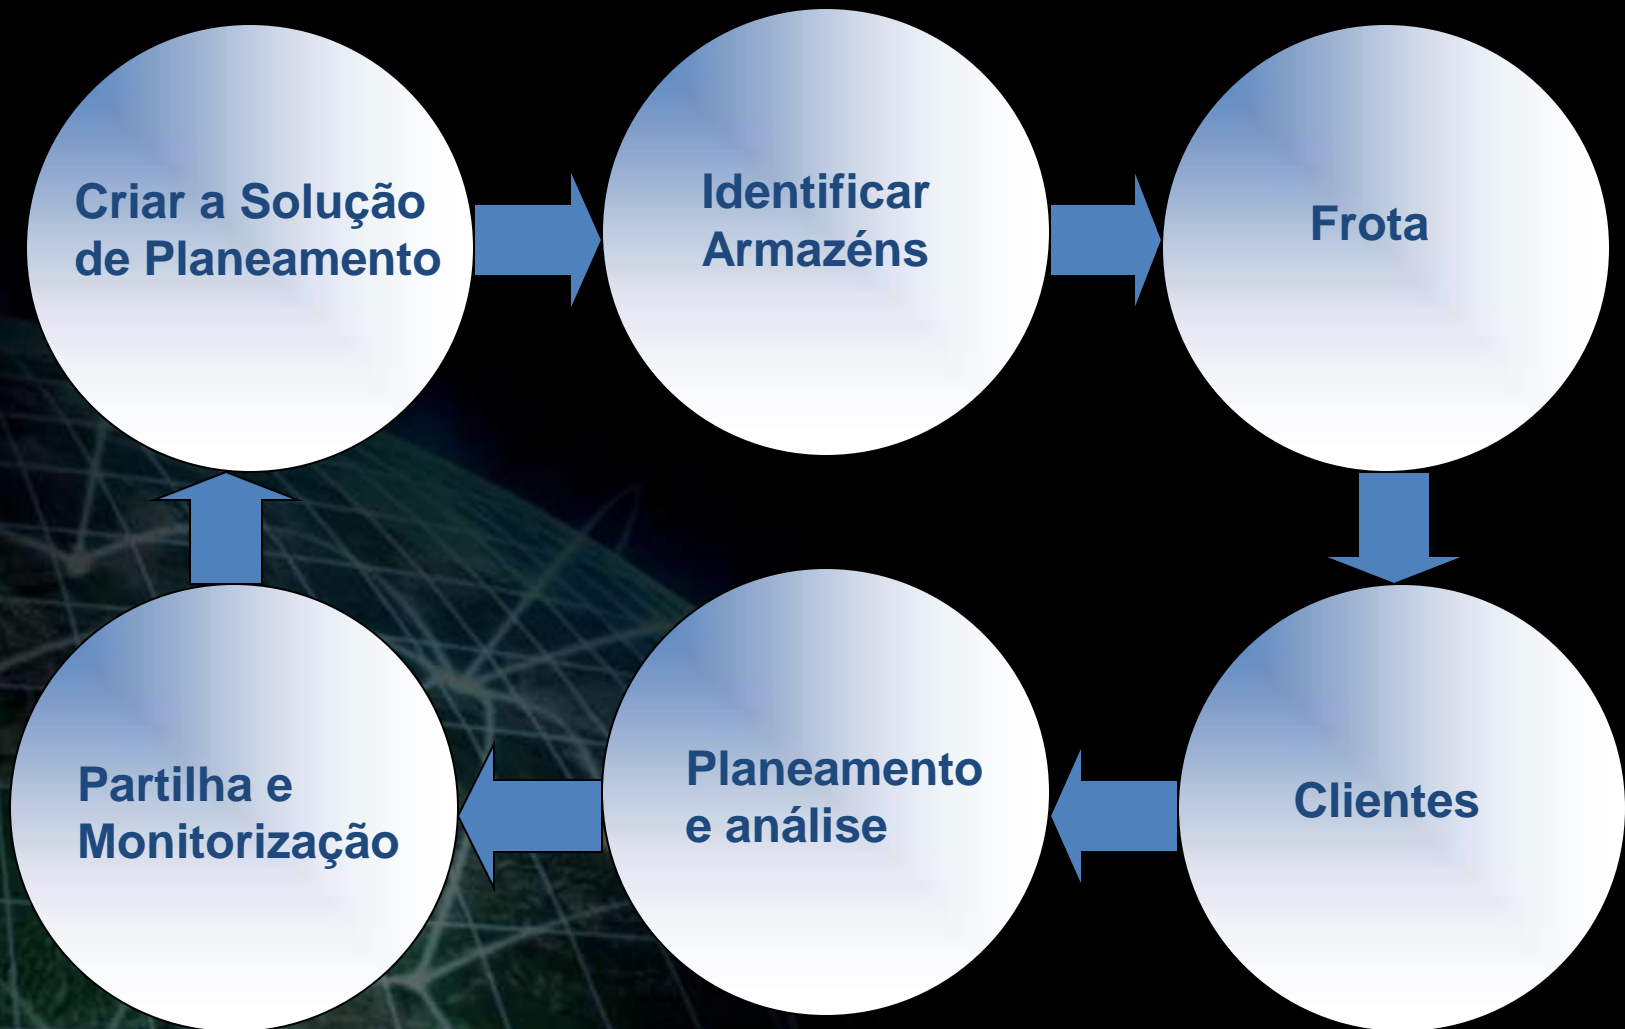 Criar a Solução
de Planeamento
Identificar
Armazéns
Frota
Clientes
Planeamento
e análise
Partilha e
Monitorização